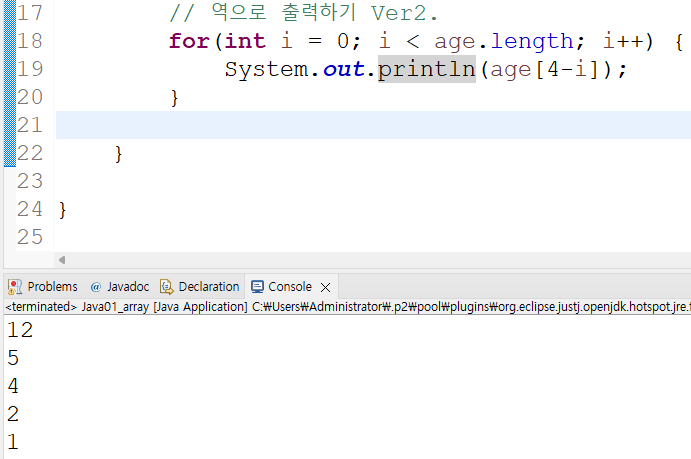 17 // 역으로 출력하기 Ver2.
18 for(int i = 0; i < age.length; i++) {
19 System.out.println(age[4-i]);
20 }
21
22 }
23
24 }
25
Problems @ Javadoc Declaration Console
<terminated> Java01_array [Java Application] C:₩Users₩Administrator₩.p2₩pool₩plugins₩org.eclipse.justj.openjdk.hotspot.jre.f
12
5
4
2
1